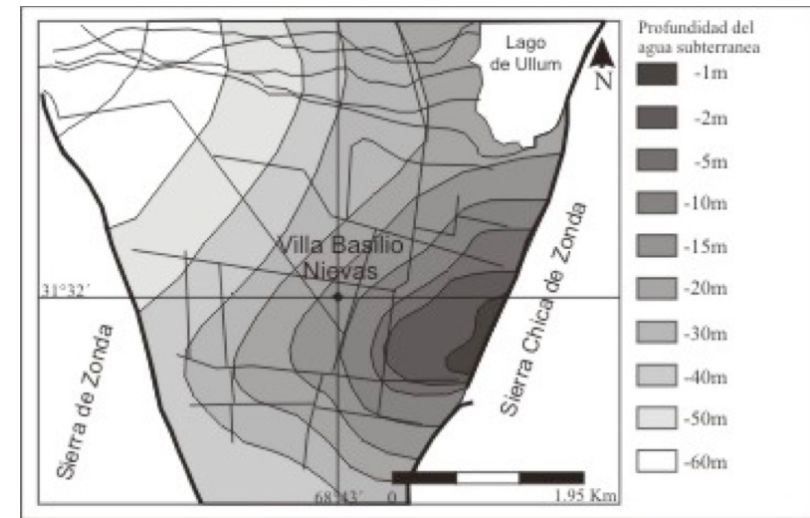 Profundidad del
agua subterranea
-1m
-2m
-5m
-10m
-15m
-20m
-30m
-40m
-50m
-60m
Lago
de Ullum
N
Villa Basilio
Nievas
31°32´
Sierra de Zonda
Sierra Chica de Zonda
68°43´
0
1.95 Km